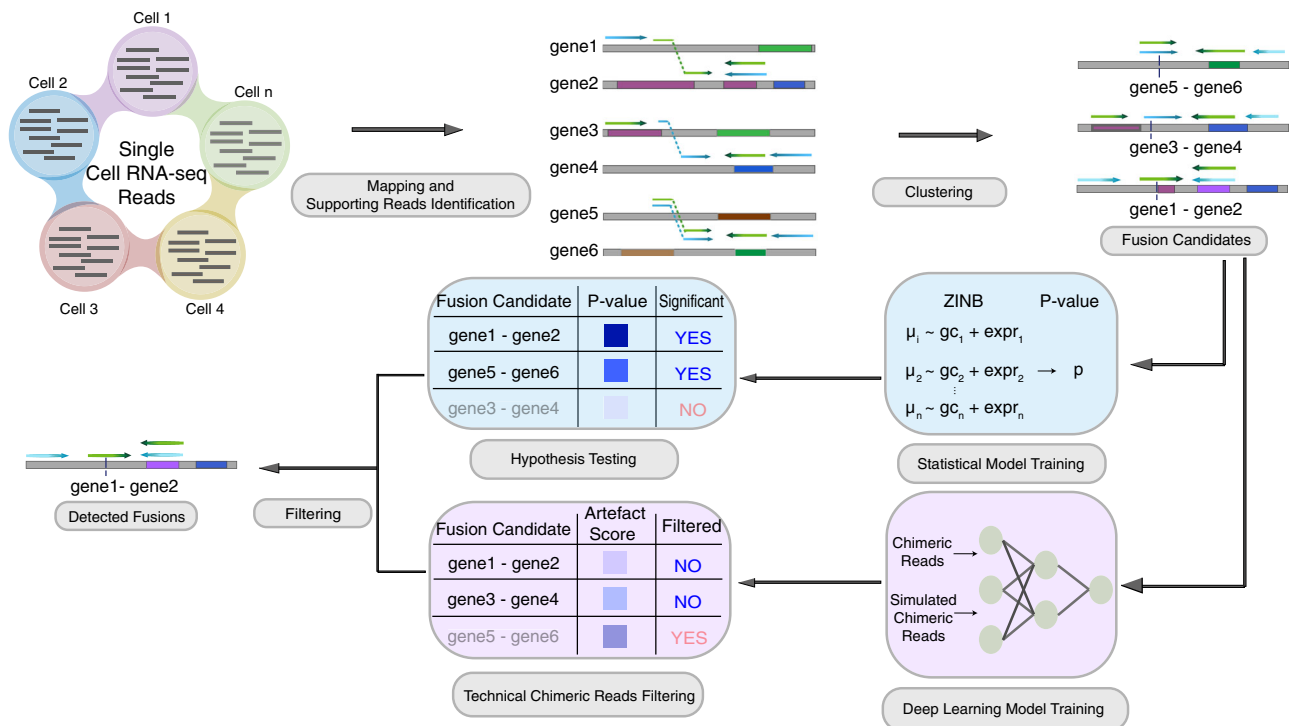 Cell 1
Cell 2
Cell n
Single
Cell RNA-seq
Reads
Cell 3
Cell 4
Mapping and
Supporting Reads Identification
gene1
gene2
gene3
gene4
gene5
gene6
Clustering
gene5 - gene6
gene3 - gene4
gene1 - gene2
Fusion Candidates
ZINB P-value
μᵢ ~ gc₁ + expr₁
μ₂ ~ gc₂ + expr₂ → p
⋮
μₙ ~ gcₙ + exprₙ
Statistical Model Training
Fusion Candidate P-value Significant
gene1 - gene2 YES
gene5 - gene6 YES
gene3 - gene4 NO
Hypothesis Testing
Chimeric
Reads
Simulated
Chimeric
Reads
Deep Learning Model Training
Fusion Candidate Artefact Score Filtered
gene1 - gene2 NO
gene3 - gene4 NO
gene5 - gene6 YES
Technical Chimeric Reads Filtering
Filtering
gene1- gene2
Detected Fusions